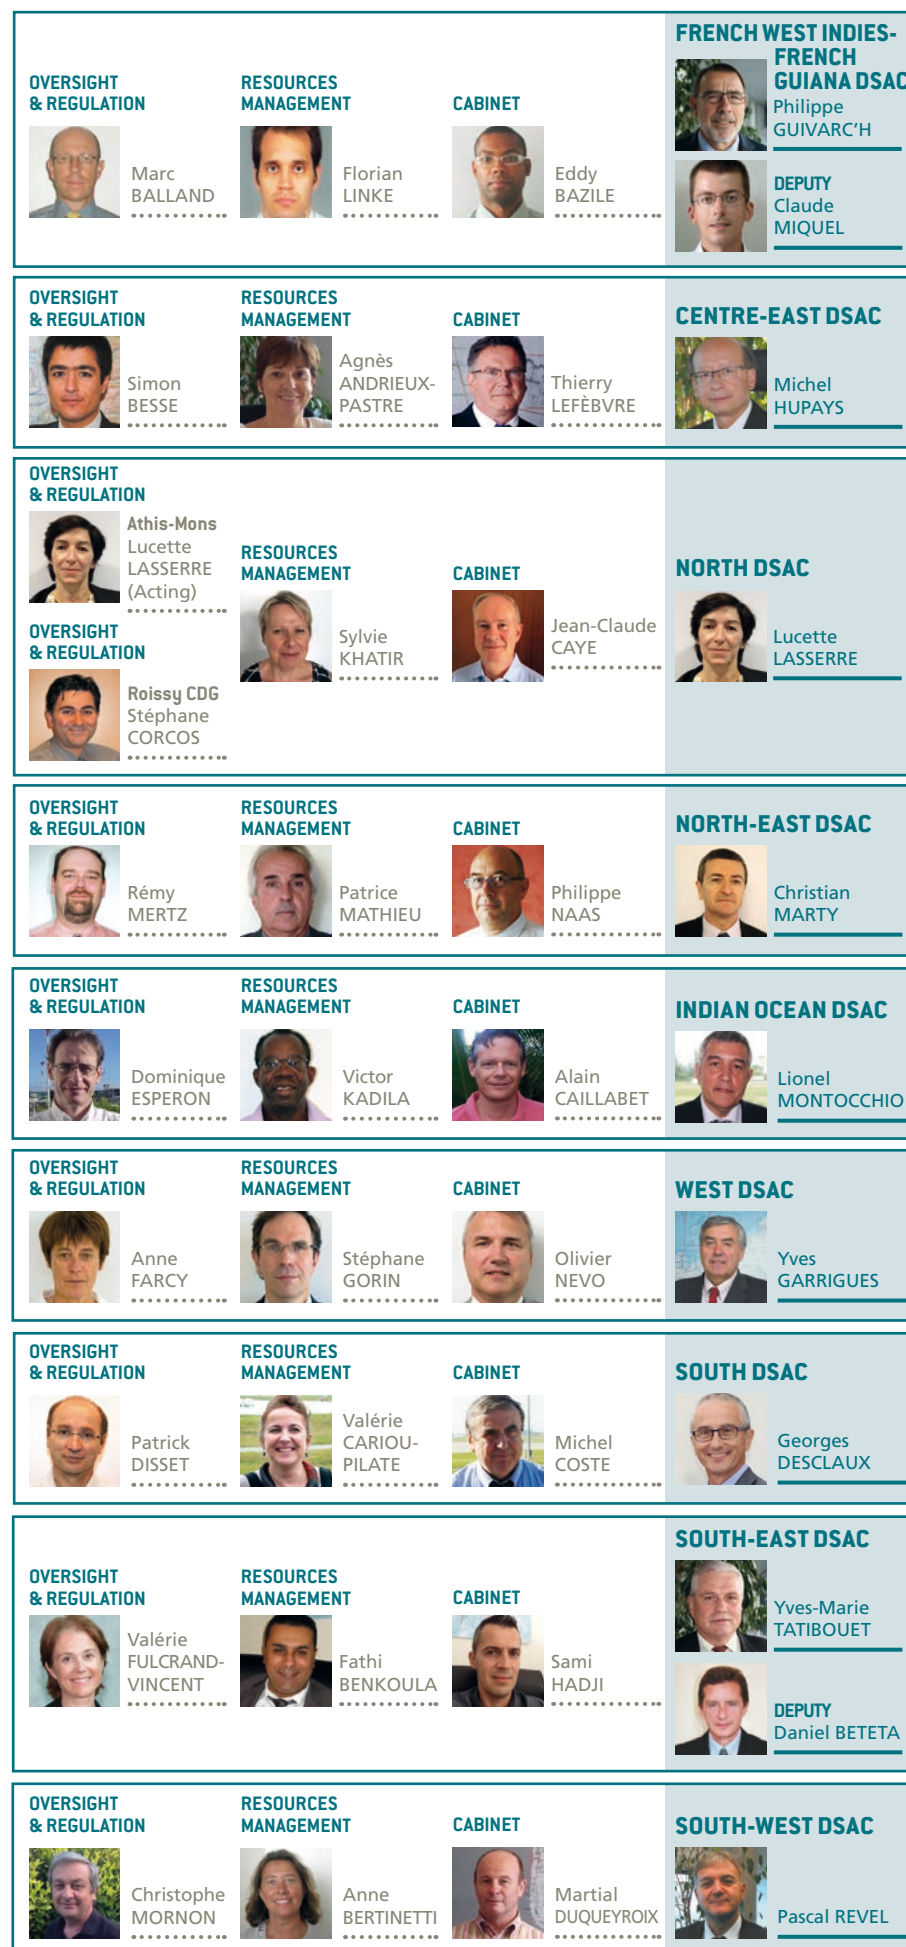 FRENCH WEST INDIES-
FRENCH
GUIANA DSAC
Philippe
GUIVARC'H
DEPUTY
Claude
MIQUEL
OVERSIGHT
& REGULATION
Marc
BALLAND
RESOURCES
MANAGEMENT
Florian
LINKE
CABINET
Eddy
BAZILE
OVERSIGHT
& REGULATION
Simon
BESSE
RESOURCES
MANAGEMENT
Agnès
ANDRIEUX-
PASTRE
CABINET
Thierry
LEFÈBVRE
CENTRE-EAST DSAC
Michel
HUPAYS
OVERSIGHT
& REGULATION
Athis-Mons
Lucette
LASSERRE
(Acting)
OVERSIGHT
& REGULATION
Roissy CDG
Stéphane
CORCOS
RESOURCES
MANAGEMENT
Sylvie
KHATIR
CABINET
Jean-Claude
CAYE
NORTH DSAC
Lucette
LASSERRE
OVERSIGHT
& REGULATION
Rémy
MERTZ
RESOURCES
MANAGEMENT
Patrice
MATHIEU
CABINET
Philippe
NAAS
NORTH-EAST DSAC
Christian
MARTY
OVERSIGHT
& REGULATION
Dominique
ESPERON
RESOURCES
MANAGEMENT
Victor
KADILA
CABINET
Alain
CAILLABET
INDIAN OCEAN DSAC
Lionel
MONTOCCHIO
OVERSIGHT
& REGULATION
Anne
FARCY
RESOURCES
MANAGEMENT
Stéphane
GORIN
CABINET
Olivier
NEVO
WEST DSAC
Yves
GARRIGUES
OVERSIGHT
& REGULATION
Patrick
DISSET
RESOURCES
MANAGEMENT
Valérie
CARIOU-
PILATE
CABINET
Michel
COSTE
SOUTH DSAC
Georges
DESCLAUX
OVERSIGHT
& REGULATION
Valérie
FULCRAND-
VINCENT
RESOURCES
MANAGEMENT
Fathi
BENKOULA
CABINET
Sami
HADJI
SOUTH-EAST DSAC
Yves-Marie
TATIBOUET
DEPUTY
Daniel BETETA
OVERSIGHT
& REGULATION
Christophe
MORNON
RESOURCES
MANAGEMENT
Anne
BERTINETTI
CABINET
Martial
DUQUEYROIX
SOUTH-WEST DSAC
Pascal REVEL